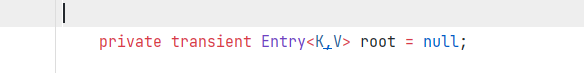 private transient Entry<K,V> root = null;